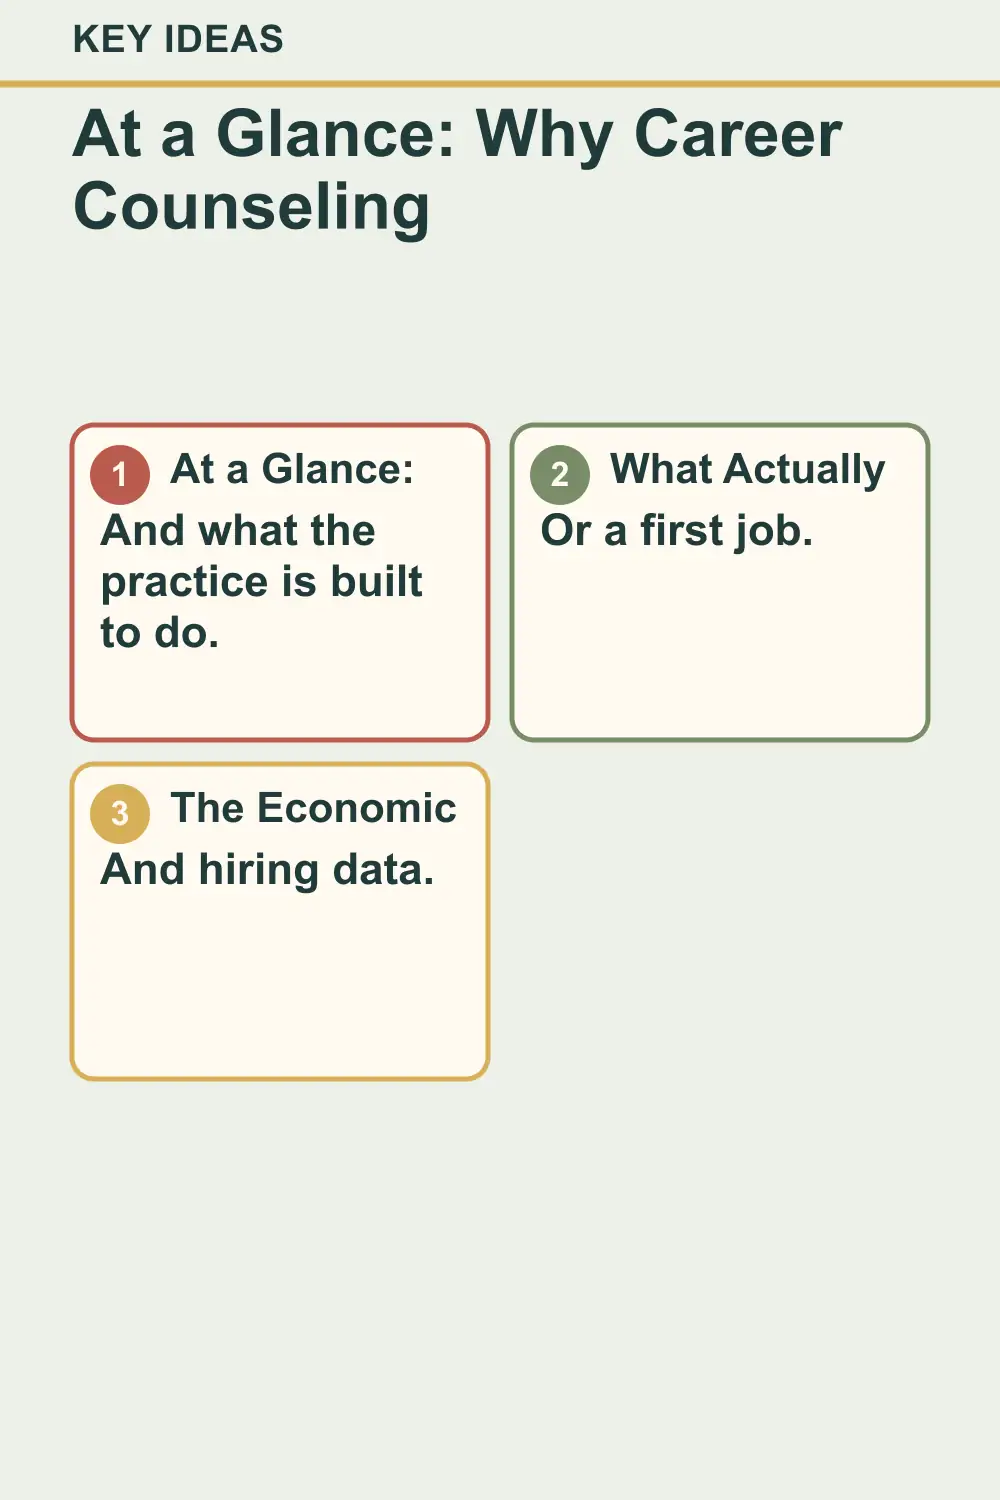 KEY IDEAS
At a Glance: Why Career
Counseling
1 At a Glance:
And what the
practice is built
to do.
2 What Actually
Or a first job.
3 The Economic
And hiring data.